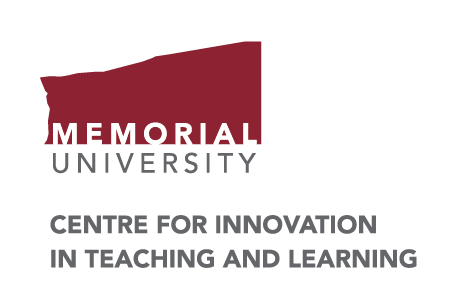 MEMORIAL
UNIVERSITY
CENTRE FOR INNOVATION
IN TEACHING AND LEARNING